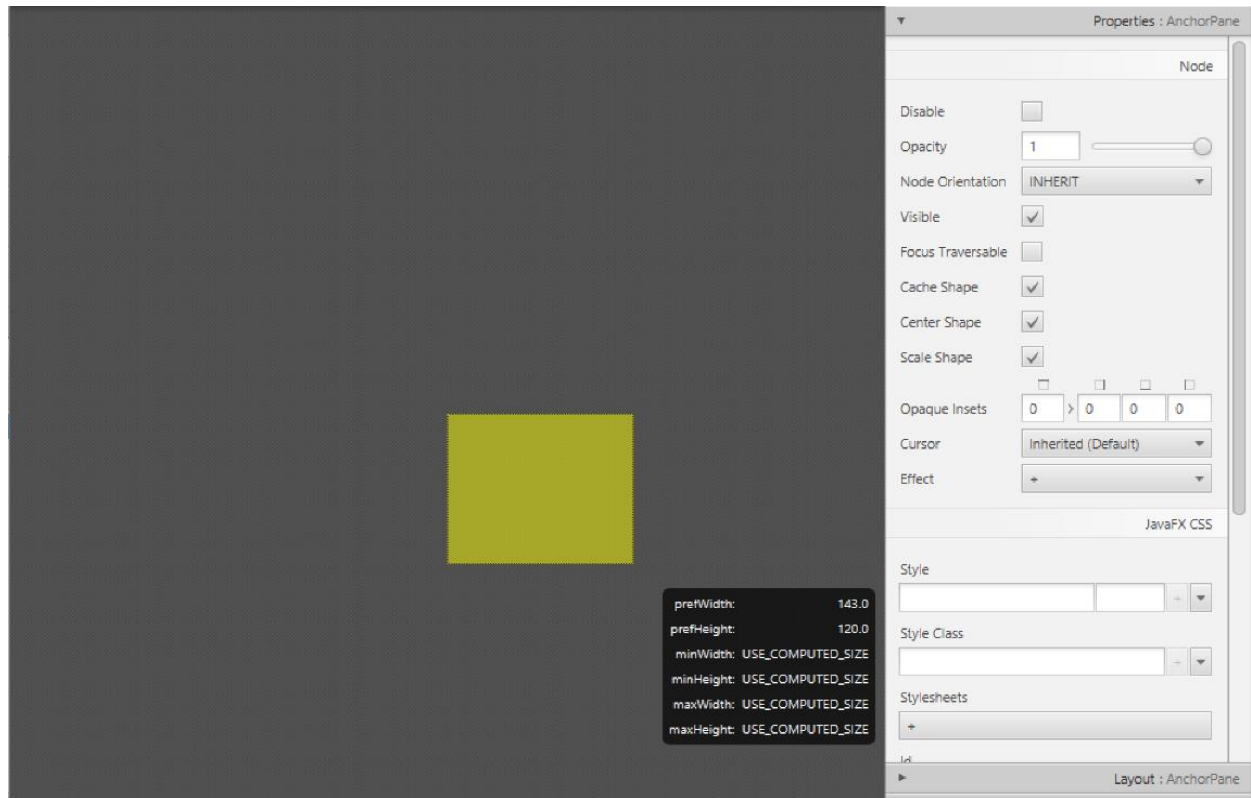 Properties : AnchorPane
Node
Disable
Opacity 1
Node Orientation INHERIT
Visible
Focus Traversable
Cache Shape
Center Shape
Scale Shape
Opaque Insets 0 0 0 0
Cursor Inherited (Default)
Effect +
JavaFX CSS
Style
+
Style Class
+
Stylesheets
+
Id
Layout : AnchorPane
prefWidth: 143.0
prefHeight: 120.0
minWidth: USE_COMPUTED_SIZE
minHeight: USE_COMPUTED_SIZE
maxWidth: USE_COMPUTED_SIZE
maxHeight: USE_COMPUTED_SIZE